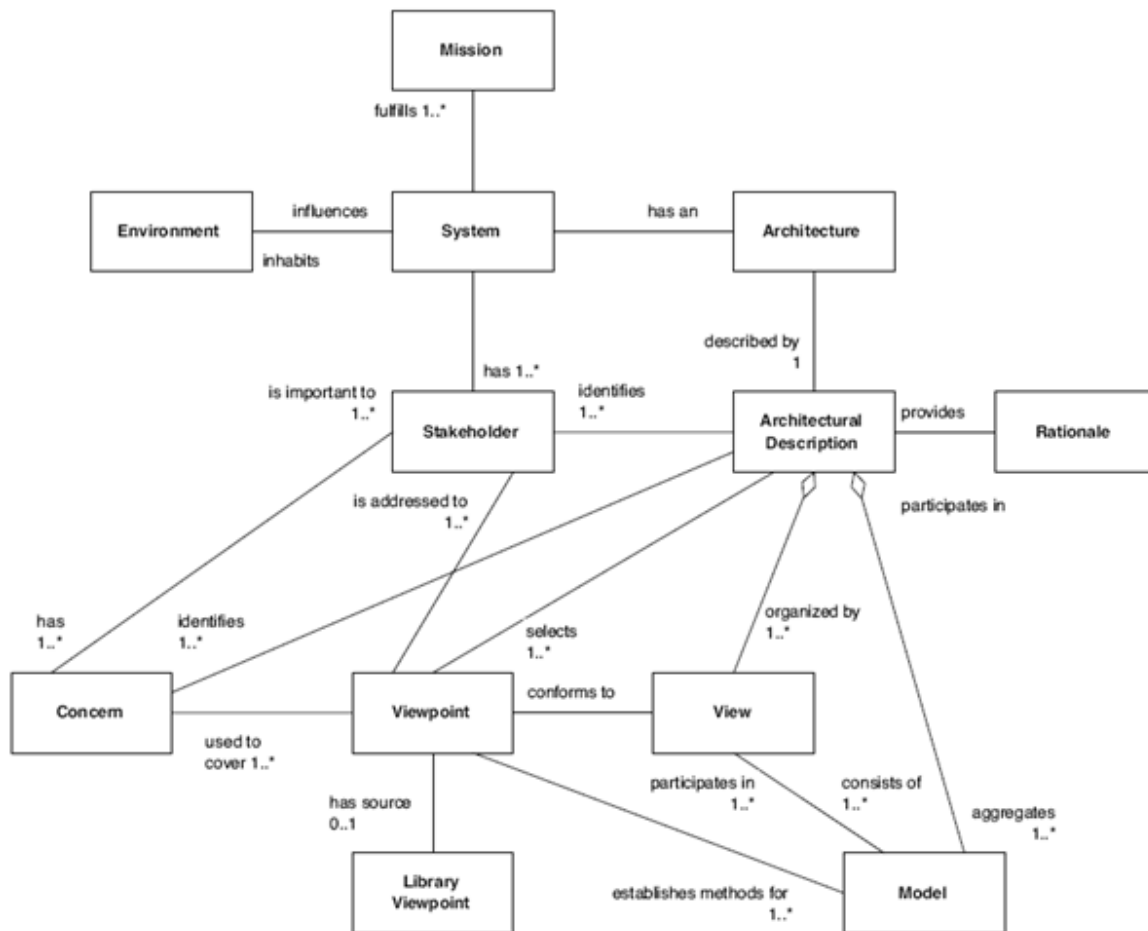 Mission
fulfills 1..*
Environment
influences
inhabits
System
has an
Architecture
described by
1
has 1..*
is important to
1..*
identifies
1..*
Stakeholder
Architectural
Description
provides
Rationale
is addressed to
1..*
participates in
has
1..*
identifies
1..*
selects
1..*
organized by
1..*
Concern
Viewpoint
conforms to
View
used to
cover 1..*
has source
0..1
participates in
1..*
consists of
1..*
aggregates
1..*
Library
Viewpoint
establishes methods for
1..*
Model